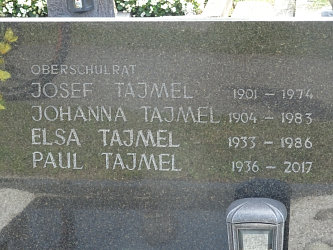 OBERSCHULRAT
JOSEF TAJMEL 1901 – 1974
JOHANNA TAJMEL 1904 – 1983
ELSA TAJMEL 1933 – 1986
PAUL TAJMEL 1936 – 2017